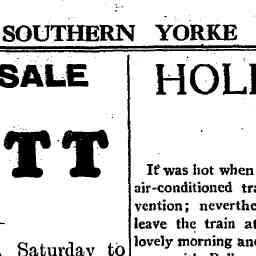 SOUTHERN YORKE
SALE
TT
Saturday to
HOLI
It was hot when
air-conditioned tra
vention; neverthe
leave the train at
lovely morning and